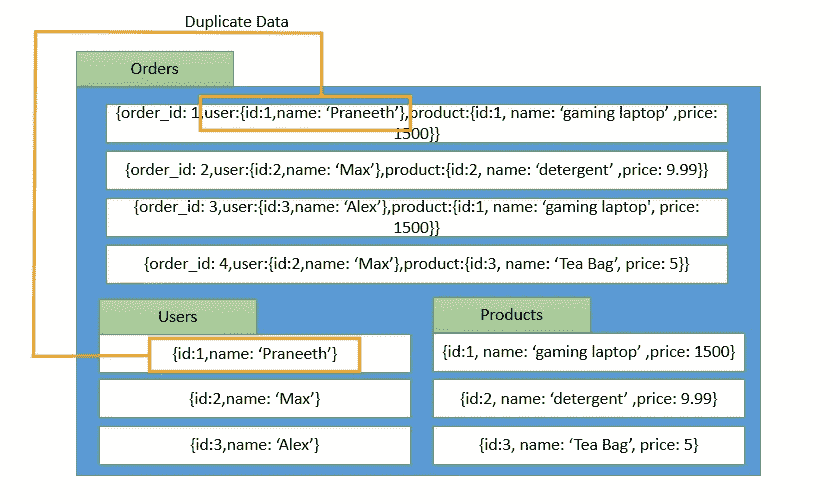 Duplicate Data
Orders
{order_id: 1,user:{id:1,name: ‘Praneeth’},product:{id:1, name: ‘gaming laptop’ ,price:
1500}}
{order_id: 2,user:{id:2,name: ‘Max’},product:{id:2, name: ‘detergent’ ,price: 9.99}}
{order_id: 3,user:{id:3,name: ‘Alex’},product:{id:1, name: ‘gaming laptop', price:
1500}}
{order_id: 4,user:{id:2,name: ‘Max’},product:{id:3, name: ‘Tea Bag’, price: 5}}
Users
{id:1,name: ‘Praneeth’}
{id:2,name: ‘Max’}
{id:3,name: ‘Alex’}
Products
{id:1, name: ‘gaming laptop’ ,price: 1500}
{id:2, name: ‘detergent’ ,price: 9.99}
{id:3, name: ‘Tea Bag’, price: 5}